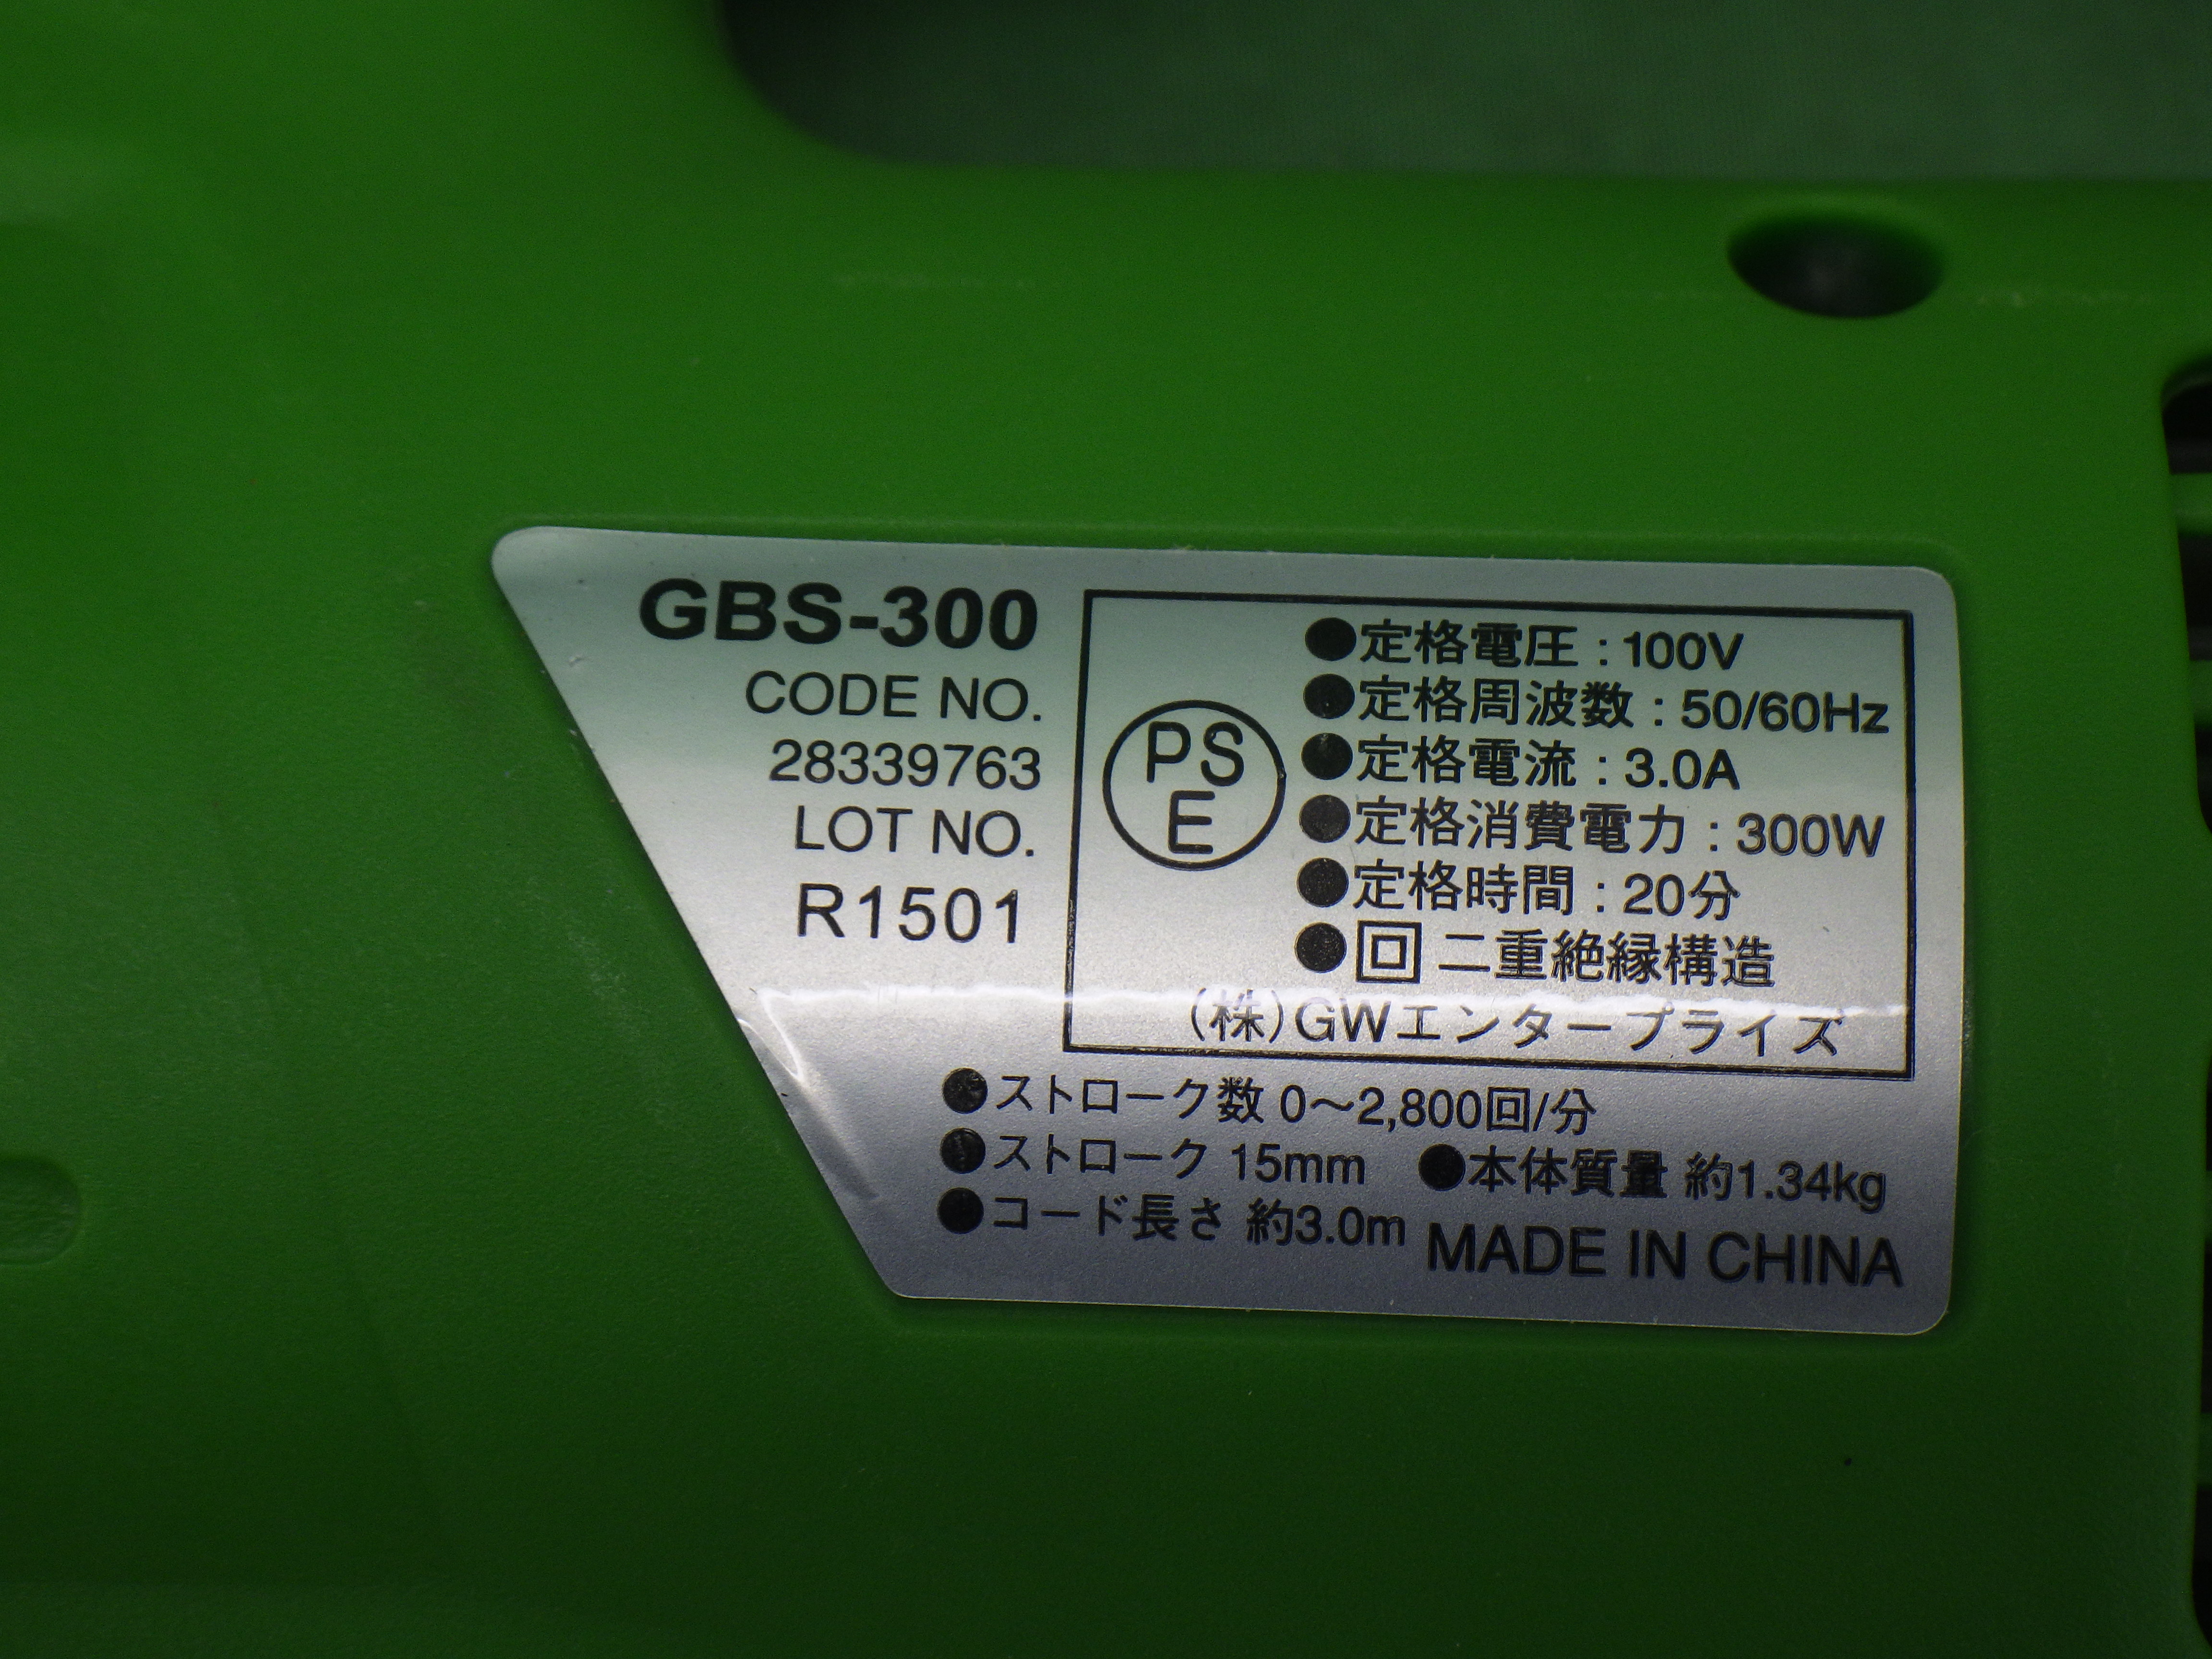 GBS-300
CODE NO.
28339763
LOT NO.
R1501
PS
E
●定格電圧:100V
●定格周波数:50/60Hz
●定格電流:3.0A
●定格消費電力:300W
●定格時間:20分
●回 二重絶縁構造
(株)GWエンタープライズ
●ストローク数 0〜2,800回/分
●ストローク 15mm ●本体質量 約1.34kg
●コード長さ 約3.0m
MADE IN CHINA